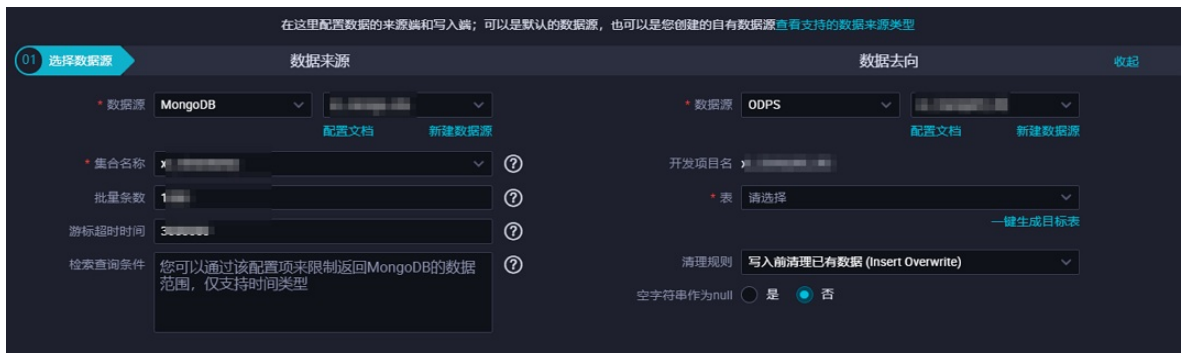 在这里配置数据的来源端和写入端；可以是默认的数据源，也可以是您创建的自有数据源查看支持的数据来源类型
01 选择数据源 数据来源 数据去向 收起
* 数据源 MongoDB * 数据源 ODPS
配置文档 新建数据源 配置文档 新建数据源
* 集合名称 开发项目名
批量条数 * 表 请选择
一键生成目标表
游标超时时间
检索查询条件 您可以通过该配置项来限制返回MongoDB的数据 清理规则 写入前清理已有数据 (Insert Overwrite)
范围，仅支持时间类型
空字符串作为null 是 否